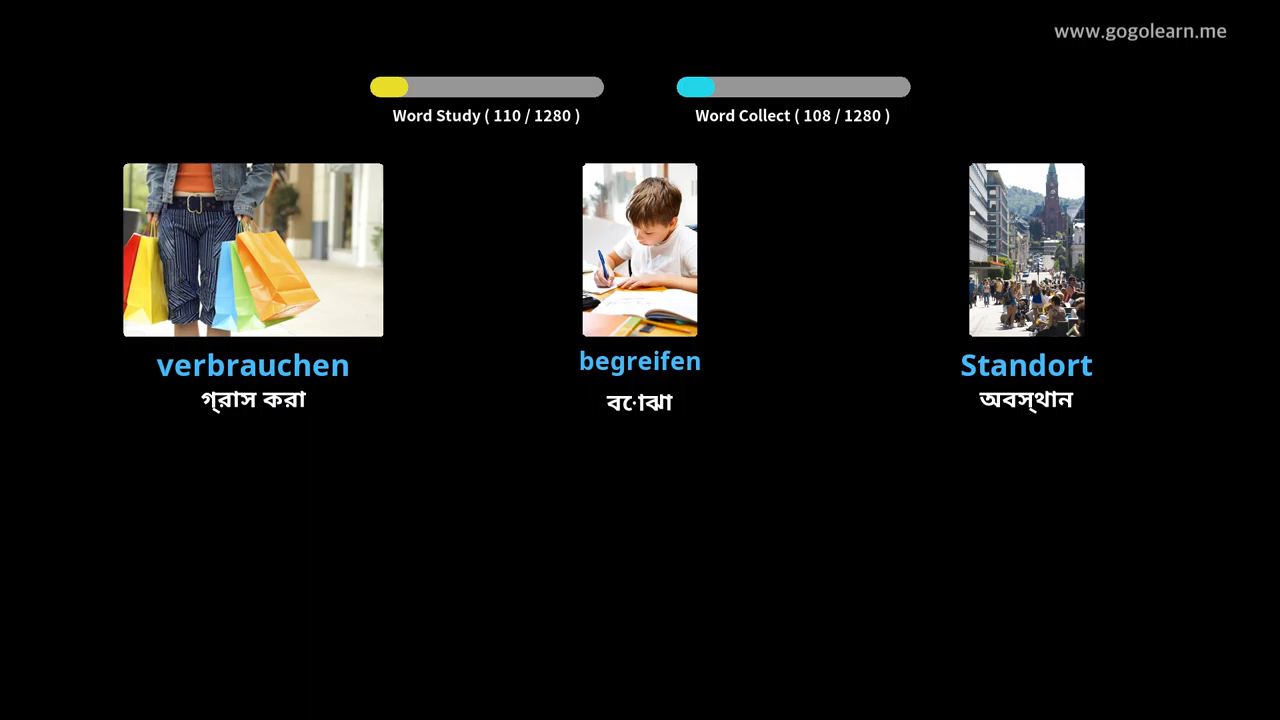 www.gogolearn.me
Word Study ( 110 / 1280 )
Word Collect ( 108 / 1280 )
verbrauchen
গ্রাস করা
begreifen
বোঝা
Standort
অবস্থান